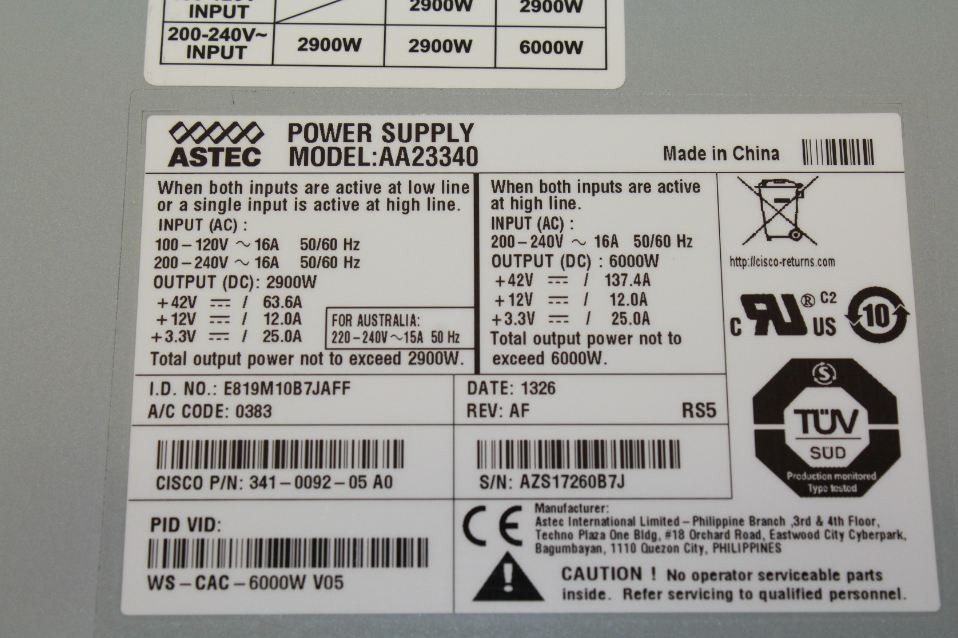 INPUT 2900W 2900W
200-240V~
INPUT 2900W 2900W 6000W
ASTEC
POWER SUPPLY
MODEL:AA23340
Made in China
When both inputs are active at low line
or a single input is active at high line.
INPUT (AC) :
100-120V ~ 16A 50/60 Hz
200-240V ~ 16A 50/60 Hz
OUTPUT (DC): 2900W
+42V ⎓ / 63.6A
+12V ⎓ / 12.0A
+3.3V ⎓ / 25.0A
FOR AUSTRALIA:
220-240V~15A 50 Hz
Total output power not to exceed 2900W.
When both inputs are active
at high line.
INPUT (AC) :
200-240V ~ 16A 50/60 Hz
OUTPUT (DC) : 6000W
+42V ⎓ / 137.4A
+12V ⎓ / 12.0A
+3.3V ⎓ / 25.0A
Total output power not to
exceed 6000W.
http://cisco-returns.com
c RU ® C2 US
10
I.D. NO.: E819M10B7JAFF
A/C CODE: 0383
DATE: 1326
REV: AF RS5
TÜV
SÜD
Production monitored
Type tested
CISCO P/N: 341-0092-05 A0
S/N: AZS17260B7J
PID VID:
WS-CAC-6000W V05
CE
Manufacturer:
Astec International Limited – Philippine Branch ,3rd & 4th Floor,
Techno Plaza One Bldg, #18 Orchard Road, Eastwood City Cyberpark,
Bagumbayan, 1110 Quezon City, PHILIPPINES
CAUTION ! No operator serviceable parts
inside. Refer servicing to qualified personnel.